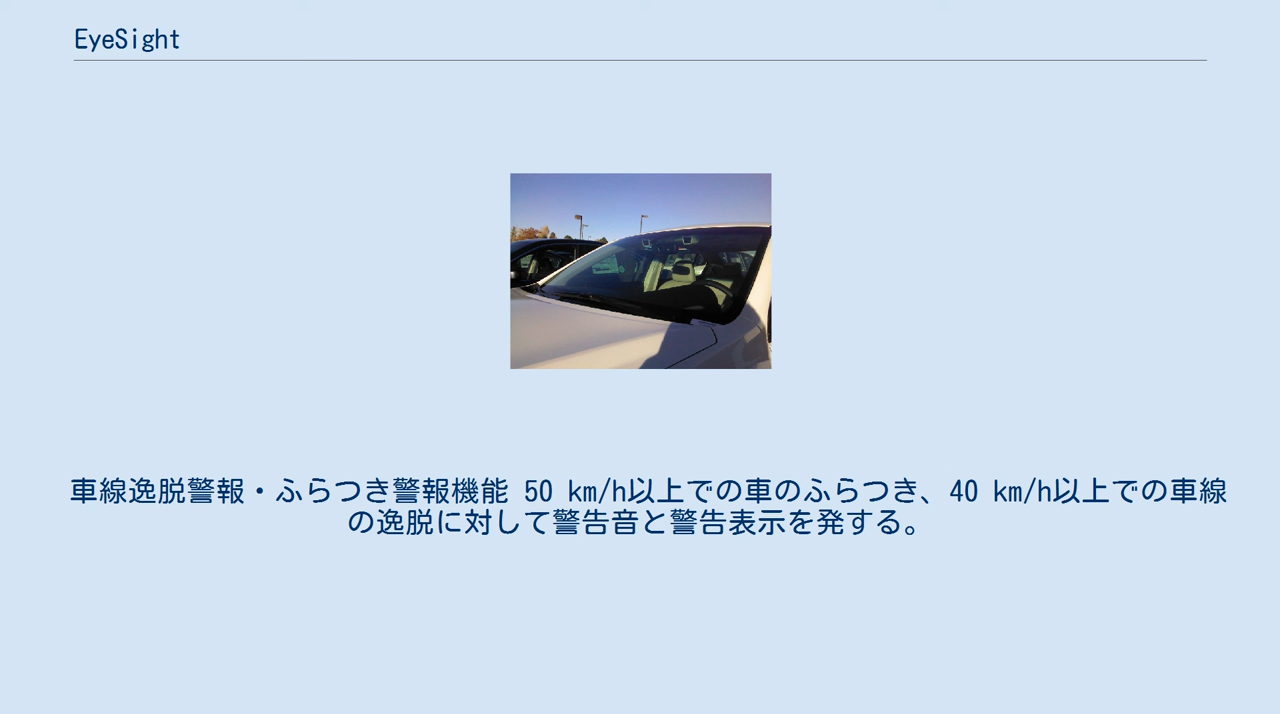 EyeSight
車線逸脱警報・ふらつき警報機能 50 km/h以上での車のふらつき、40 km/h以上での車線
の逸脱に対して警告音と警告表示を発する。